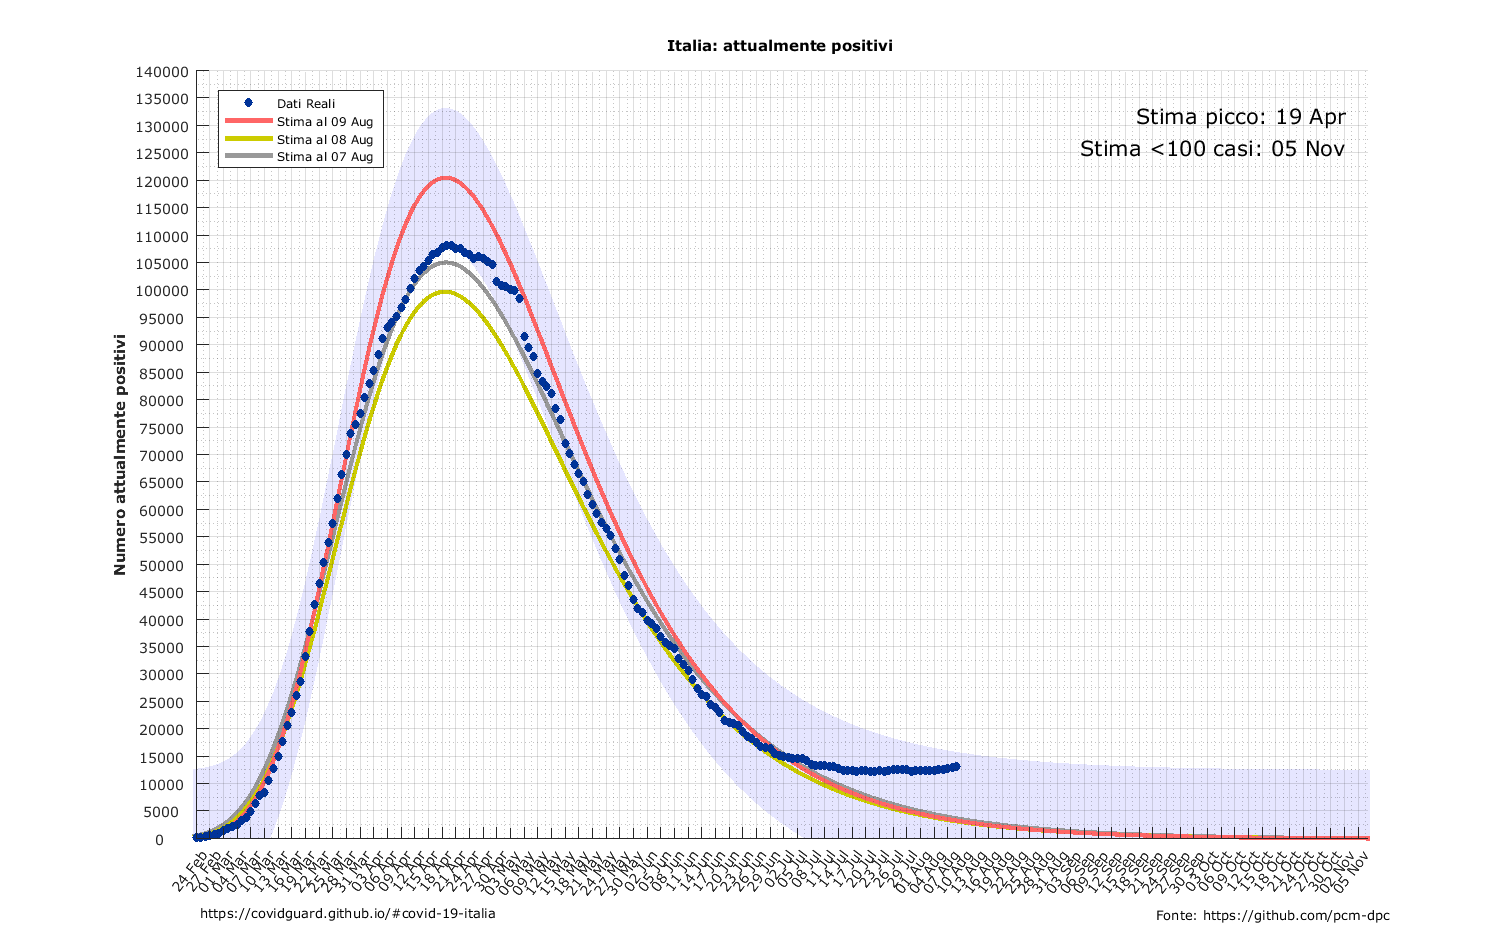 Italia: attualmente positivi
140000
135000
130000
125000
120000
115000
110000
105000
100000
95000
90000
85000
80000
75000
70000
65000
60000
55000
50000
45000
40000
35000
30000
25000
20000
15000
10000
5000
0
Numero attualmente positivi
Dati Reali
Stima al 09 Aug
Stima al 08 Aug
Stima al 07 Aug
Stima picco: 19 Apr
Stima <100 casi: 05 Nov
24 Feb
27 Feb
01 Mar
04 Mar
07 Mar
10 Mar
13 Mar
16 Mar
19 Mar
22 Mar
25 Mar
28 Mar
31 Mar
03 Apr
06 Apr
09 Apr
12 Apr
15 Apr
18 Apr
21 Apr
24 Apr
27 Apr
30 Apr
03 May
06 May
09 May
12 May
15 May
18 May
21 May
24 May
27 May
30 May
02 Jun
05 Jun
08 Jun
11 Jun
14 Jun
17 Jun
20 Jun
23 Jun
26 Jun
29 Jun
02 Jul
05 Jul
08 Jul
11 Jul
14 Jul
17 Jul
20 Jul
23 Jul
26 Jul
29 Jul
01 Aug
04 Aug
07 Aug
10 Aug
13 Aug
16 Aug
19 Aug
22 Aug
25 Aug
28 Aug
31 Aug
03 Sep
06 Sep
09 Sep
12 Sep
15 Sep
18 Sep
21 Sep
24 Sep
27 Sep
30 Sep
03 Oct
06 Oct
09 Oct
12 Oct
15 Oct
18 Oct
21 Oct
24 Oct
27 Oct
30 Oct
02 Nov
05 Nov
https://covidguard.github.io/#covid-19-italia
Fonte: https://github.com/pcm-dpc